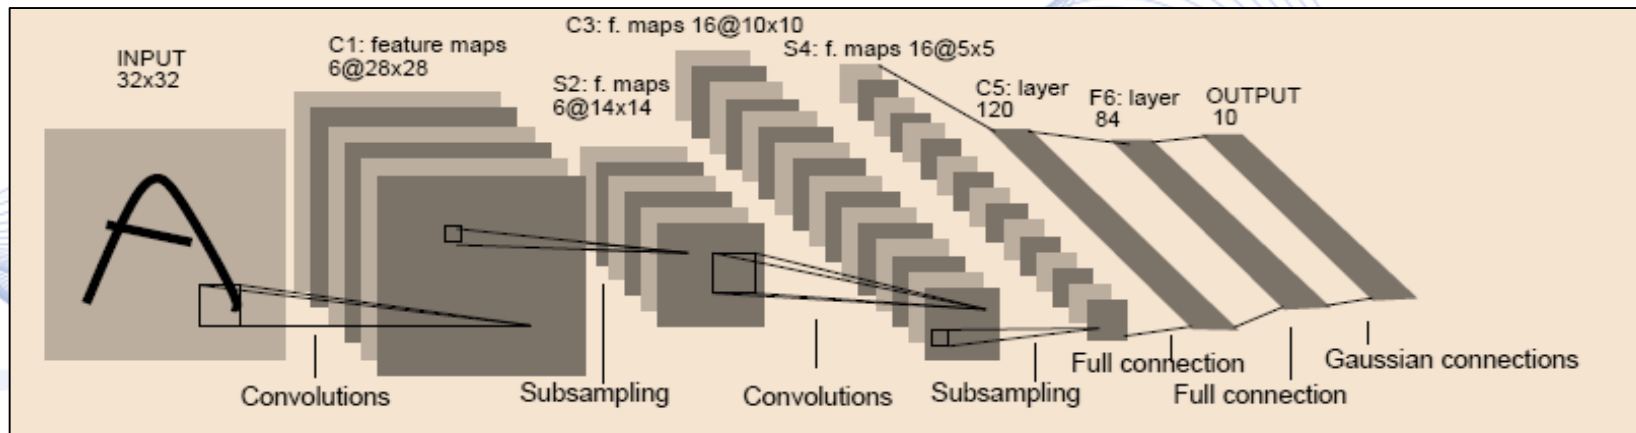 INPUT
32x32
C1: feature maps
6@28x28
S2: f. maps
6@14x14
C3: f. maps 16@10x10
S4: f. maps 16@5x5
C5: layer
120
F6: layer
84
OUTPUT
10
Convolutions
Subsampling
Convolutions
Subsampling
Full connection
Full connection
Gaussian connections